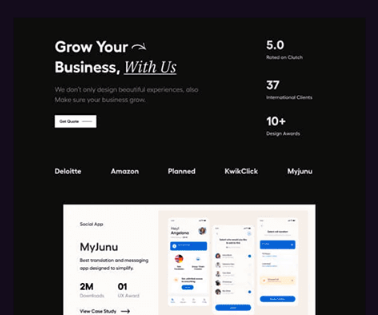 Grow Your
Business, With Us
We don't only design beautiful experiences, also
Make sure your business grow.
Get Quote
5.0
Rated on Clutch
37
International Clients
10+
Design Awards
Deloitte
Amazon
Planned
KwikClick
Myjunu
Social App
MyJunu
Best translation and messaging
app designed to simplify.
2M
Downloads
01
UX Award
View Case Study
Hey!
Angelana